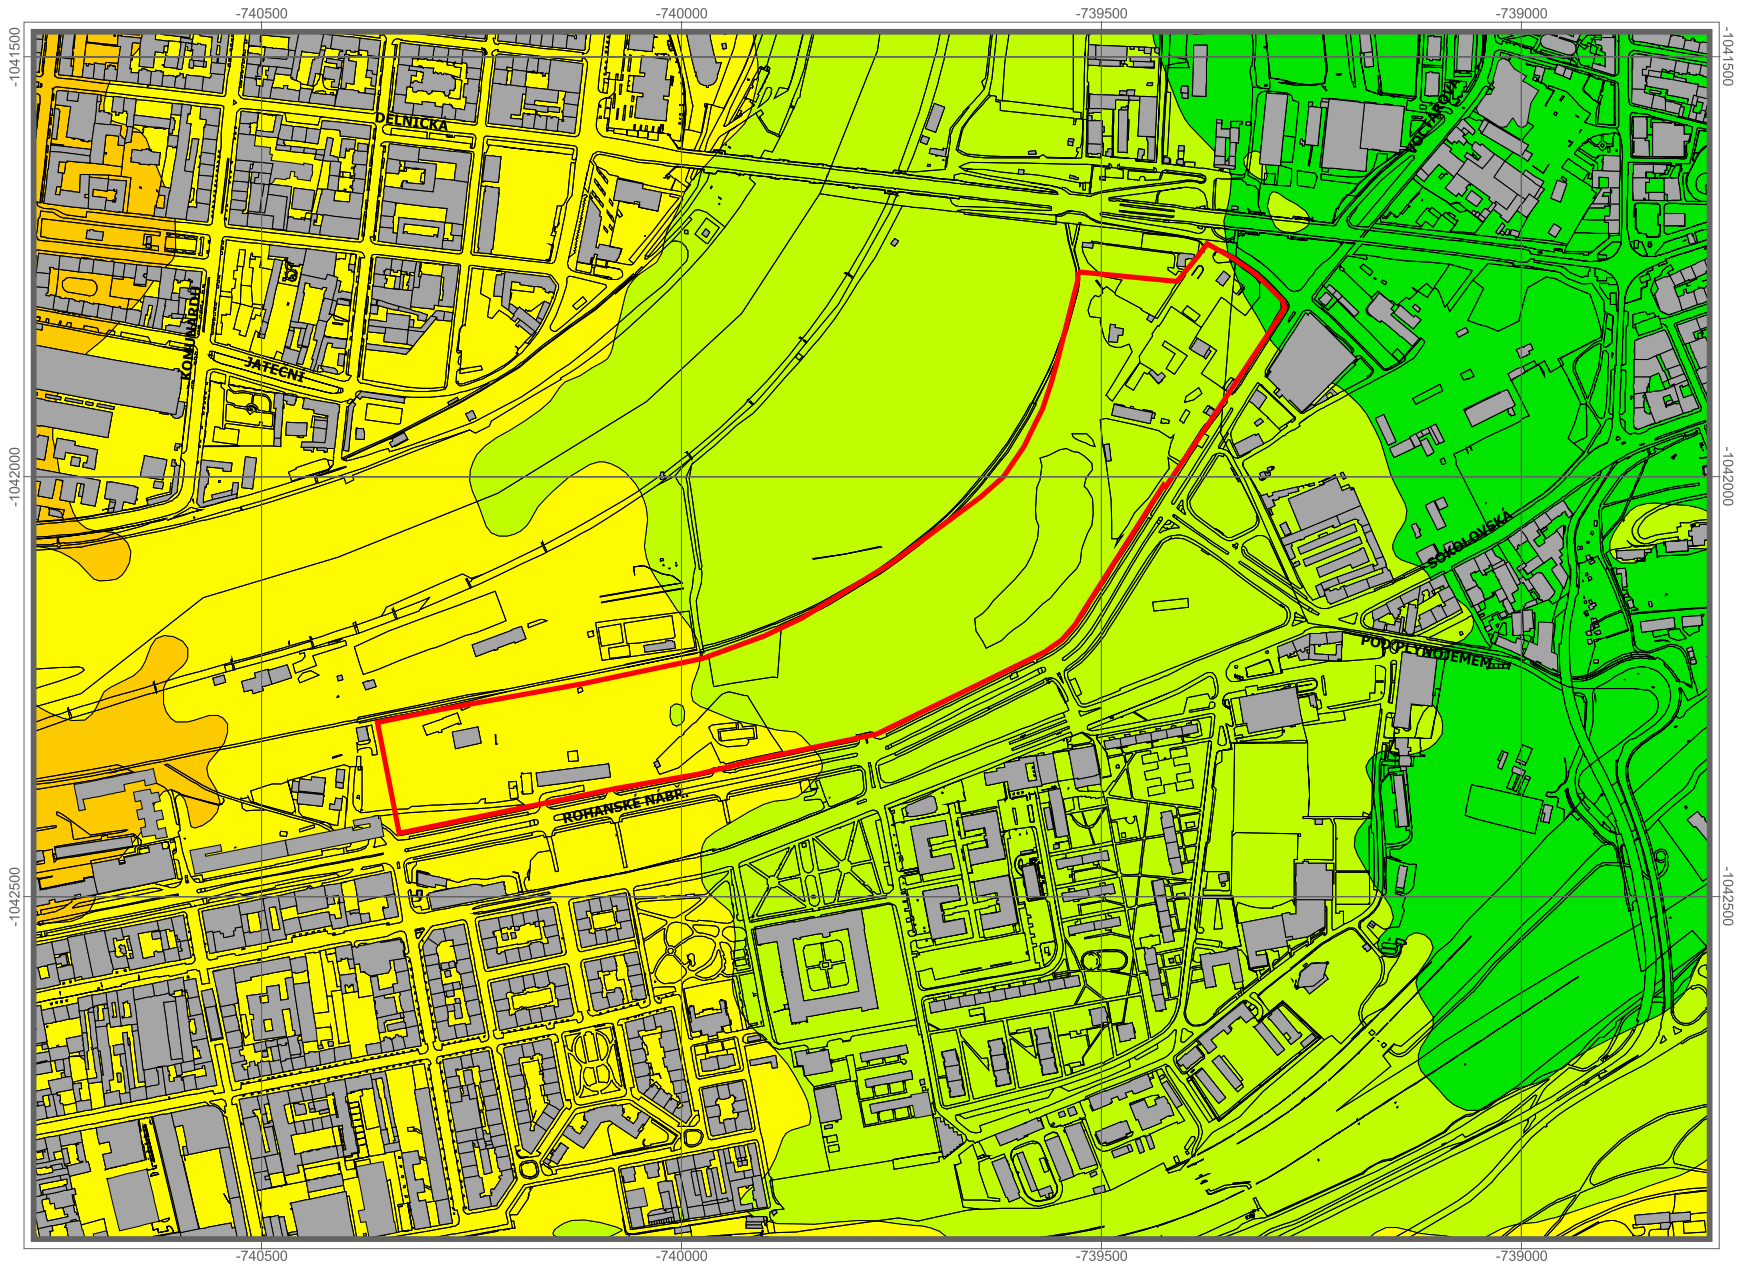 -740500
-740000
-739500
-739000
-1041500
-1041500
DĚLNICKÁ
VOCTÁŘOVA
KOMUNARDŮ
JATEČNÍ
-1042000
-1042000
SOKOLOVSKÁ
POD PLYNOJEMEM
ROHANSKÉ NÁBŘ.
-1042500
-1042500
-740500
-740000
-739500
-739000